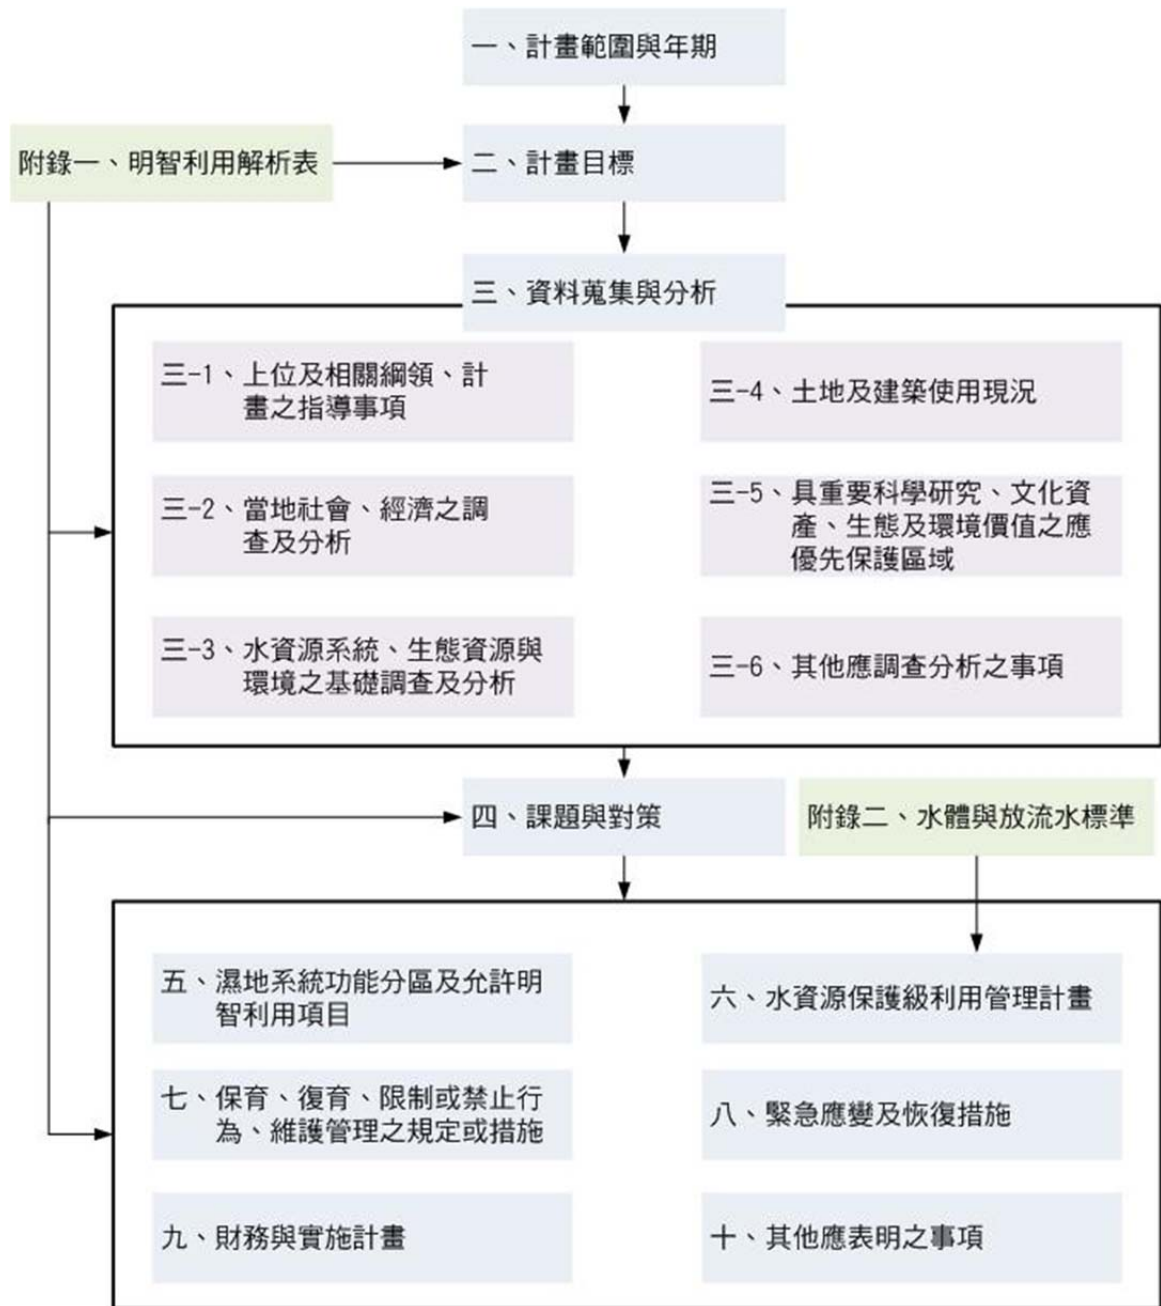 一、計畫範圍與年期
附錄一、明智利用解析表
二、計畫目標
三、資料蒐集與分析
三-1、上位及相關綱領、計
畫之指導事項
三-4、土地及建築使用現況
三-2、當地社會、經濟之調
查及分析
三-5、具重要科學研究、文化資
產、生態及環境價值之應
優先保護區域
三-3、水資源系統、生態資源與
環境之基礎調查及分析
三-6、其他應調查分析之事項
四、課題與對策
附錄二、水體與放流水標準
五、濕地系統功能分區及允許明
智利用項目
六、水資源保護級利用管理計畫
七、保育、復育、限制或禁止行
為、維護管理之規定或措施
八、緊急應變及恢復措施
九、財務與實施計畫
十、其他應表明之事項